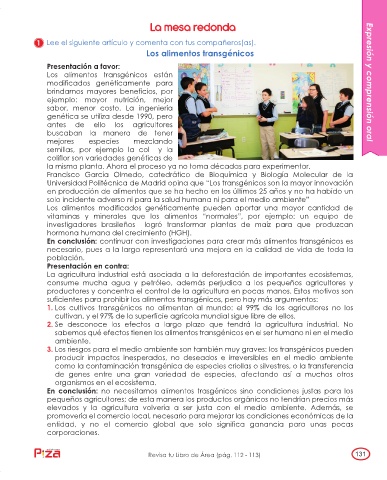 La mesa redonda
1 Lee el siguiente artículo y comenta con tus compañeros(as).
Los alimentos transgénicos
Presentación a favor:
Los alimentos transgénicos están
modificados genéticamente para
brindarnos mayores beneficios, por
ejemplo: mayor nutrición, mejor
sabor, menor costo. La ingeniería
genética se utiliza desde 1990, pero
antes de ello los agricultores
buscaban la manera de tener
mejores especies mezclando
semillas, por ejemplo la col y la
coliflor son variedades genéticas de
la misma planta. Ahora el proceso ya no toma décadas para experimentar.
Francisco García Olmedo, catedrático de Bioquímica y Biología Molecular de la
Universidad Politécnica de Madrid opina que "Los transgénicos son la mayor innovación
en producción de alimentos que se ha hecho en los últimos 25 años y no ha habido un
solo incidente adverso ni para la salud humana ni para el medio ambiente"
Los alimentos modificados genéticamente pueden aportar una mayor cantidad de
vitaminas y minerales que los alimentos "normales", por ejemplo: un equipo de
investigadores brasileños logró transformar plantas de maíz para que produzcan
hormona humana del crecimiento (HGH).
En conclusión: continuar con investigaciones para crear más alimentos transgénicos es
necesario, pues a la larga representará una mejora en la calidad de vida de toda la
población.
Presentación en contra:
La agricultura industrial está asociada a la deforestación de importantes ecosistemas,
consume mucha agua y petróleo, además perjudica a los pequeños agricultores y
productores y concentra el control de la agricultura en pocas manos. Estos motivos son
suficientes para prohibir los alimentos transgénicos, pero hay más argumentos:
1. Los cultivos transgénicos no alimentan al mundo: el 99% de los agricultores no los
cultivan, y el 97% de la superficie agrícola mundial sigue libre de ellos.
2. Se desconoce los efectos a largo plazo que tendrá la agricultura industrial. No
sabemos qué efectos tienen los alimentos transgénicos en el ser humano ni en el medio
ambiente.
3. Los riesgos para el medio ambiente son también muy graves: los transgénicos pueden
producir impactos inesperados, no deseados e irreversibles en el medio ambiente
como la contaminación transgénica de especies criollas o silvestres, o la transferencia
de genes entre una gran variedad de especies, afectando así a muchos otros
organismos en el ecosistema.
En conclusión: no necesitamos alimentos trasgénicos sino condiciones justas para los
pequeños agricultores; de esta manera los productos orgánicos no tendrían precios más
elevados y la agricultura volvería a ser justa con el medio ambiente. Además, se
promovería el comercio local, necesario para mejorar las condiciones económicas de la
entidad, y no el comercio global que solo significa ganancia para unas pocas
corporaciones.
Expresión y comprensión oral
Piza
Revisa tu Libro de Área (pág. 112 - 113)
131